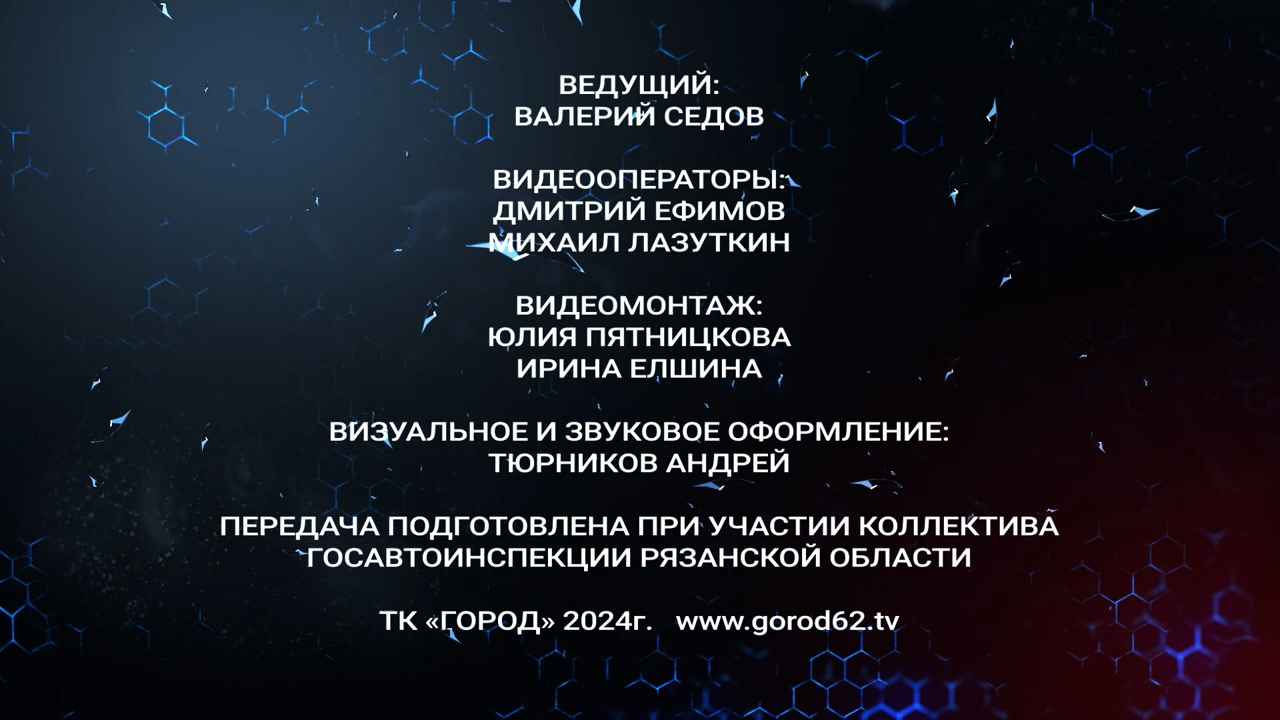 ВЕДУЩИЙ:
ВАЛЕРИЙ СЕДОВ
ВИДЕООПЕРАТОРЫ:
ДМИТРИЙ ЕФИМОВ
МИХАИЛ ЛАЗУТКИН
ВИДЕОМОНТАЖ:
ЮЛИЯ ПЯТНИЦКОВА
ИРИНА ЕЛШИНА
ВИЗУАЛЬНОЕ И ЗВУКОВОЕ ОФОРМЛЕНИЕ:
ТЮРНИКОВ АНДРЕЙ
ПЕРЕДАЧА ПОДГОТОВЛЕНА ПРИ УЧАСТИИ КОЛЛЕКТИВА
ГОСАВТОИНСПЕКЦИИ РЯЗАНСКОЙ ОБЛАСТИ
ТК «ГОРОД» 2024г. www.gorod62.tv